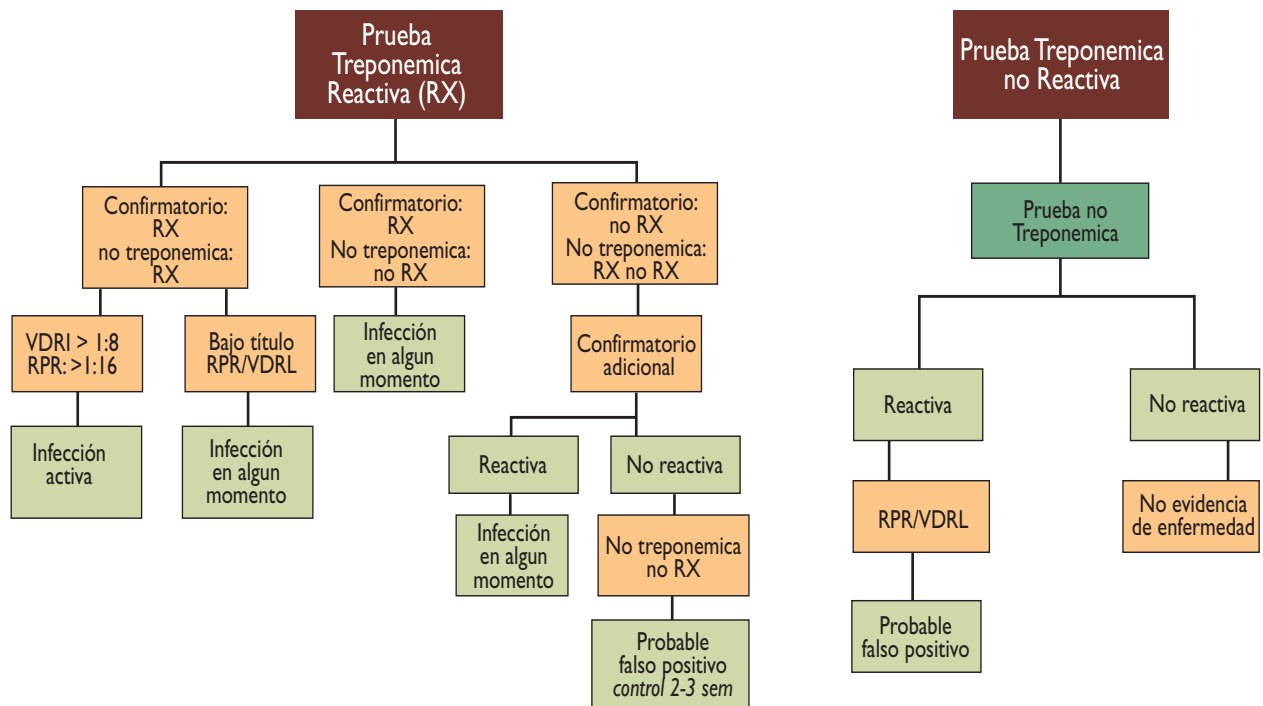 Prueba
Treponemica
Reactiva (RX)
Confirmatorio:
RX
no treponemica:
RX
VDRI > 1:8
RPR: >1:16
Infección
activa
Bajo título
RPR/VDRL
Infección
en algun
momento
Confirmatorio:
RX
No treponemica:
no RX
Infección
en algun
momento
Confirmatorio:
no RX
No treponemica:
RX no RX
Confirmatorio
adicional
Reactiva
Infección
en algun
momento
No reactiva
No treponemica
no RX
Probable
falso positivo
control 2-3 sem
Prueba Treponemica
no Reactiva
Prueba no
Treponemica
Reactiva
RPR/VDRL
Probable
falso positivo
No reactiva
No evidencia
de enfermedad